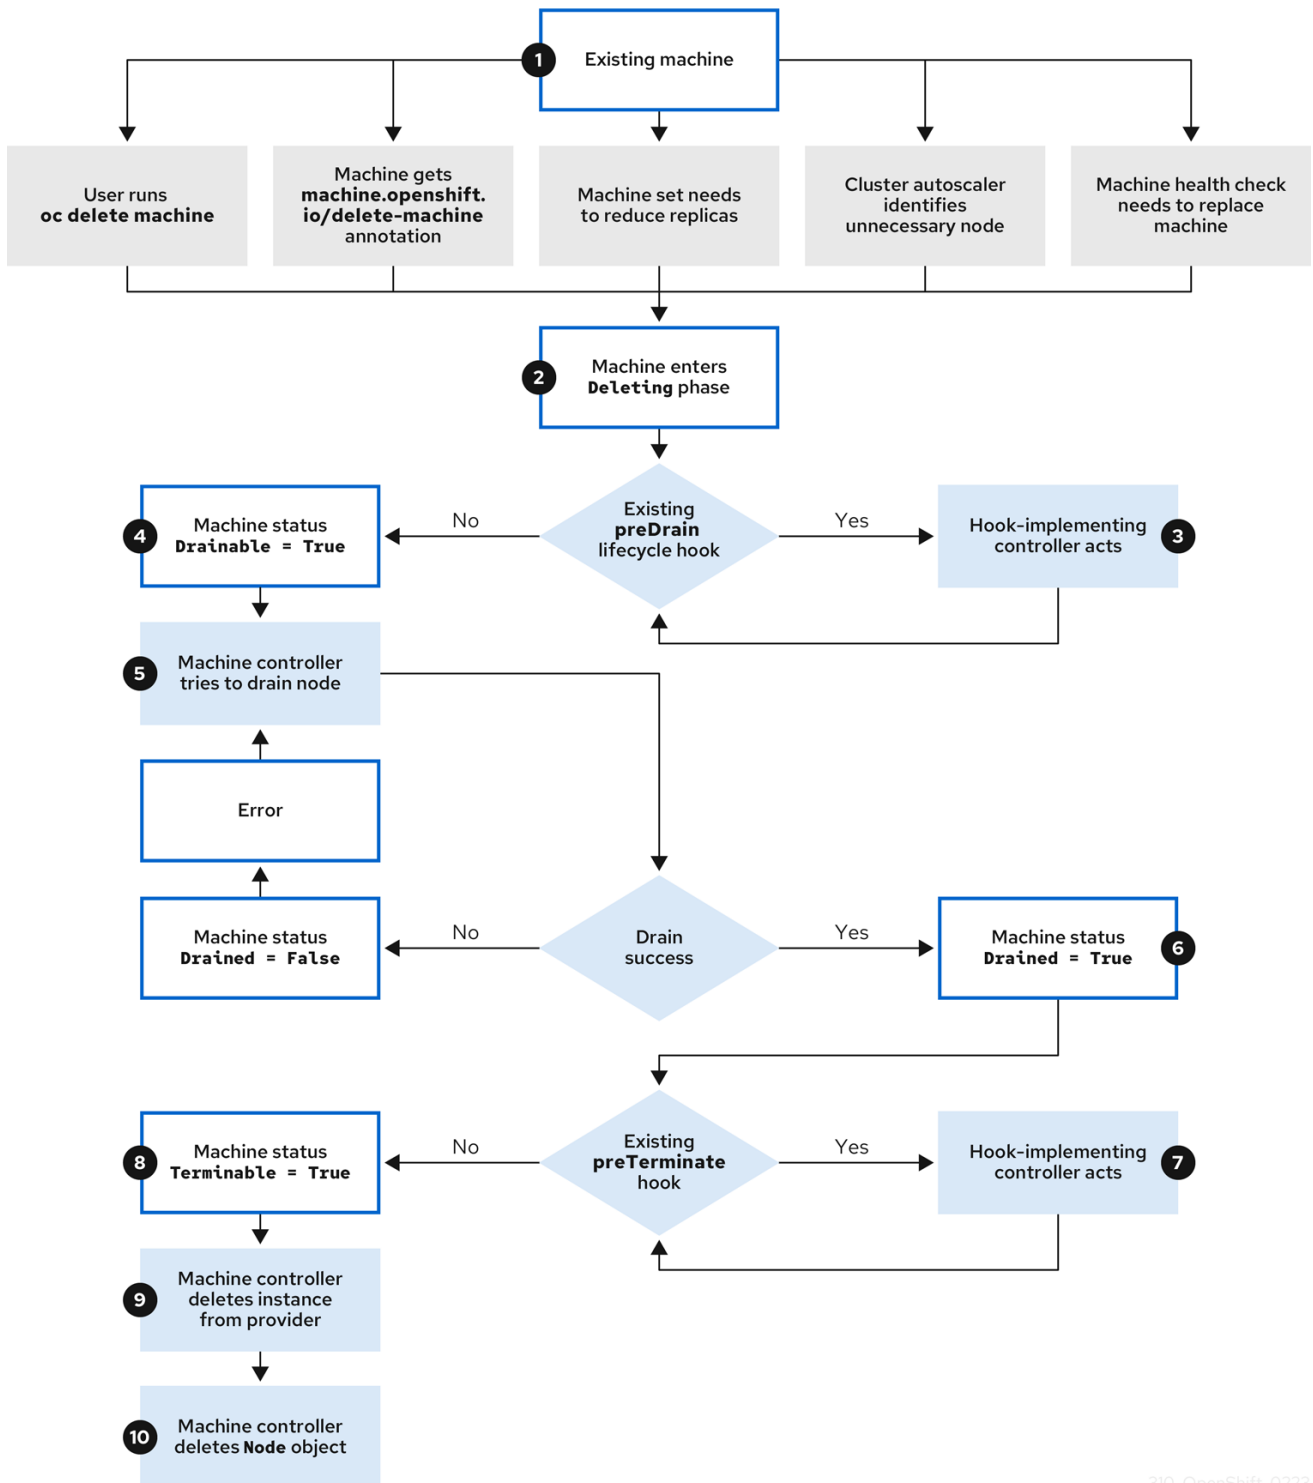 1
Existing machine
User runs
oc delete machine
Machine gets
machine.openshift.
io/delete-machine
annotation
Machine set needs
to reduce replicas
Cluster autoscaler
identifies
unnecessary node
Machine health check
needs to replace
machine
2
Machine enters
Deleting phase
4
Machine status
Drainable = True
No
Existing
preDrain
lifecycle hook
Yes
Hook-implementing
controller acts
3
5
Machine controller
tries to drain node
Error
Machine status
Drained = False
No
Drain
success
Yes
Machine status
Drained = True
6
8
Machine status
Terminable = True
No
Existing
preTerminate
hook
Yes
Hook-implementing
controller acts
7
9
Machine controller
deletes instance
from provider
10
Machine controller
deletes Node object